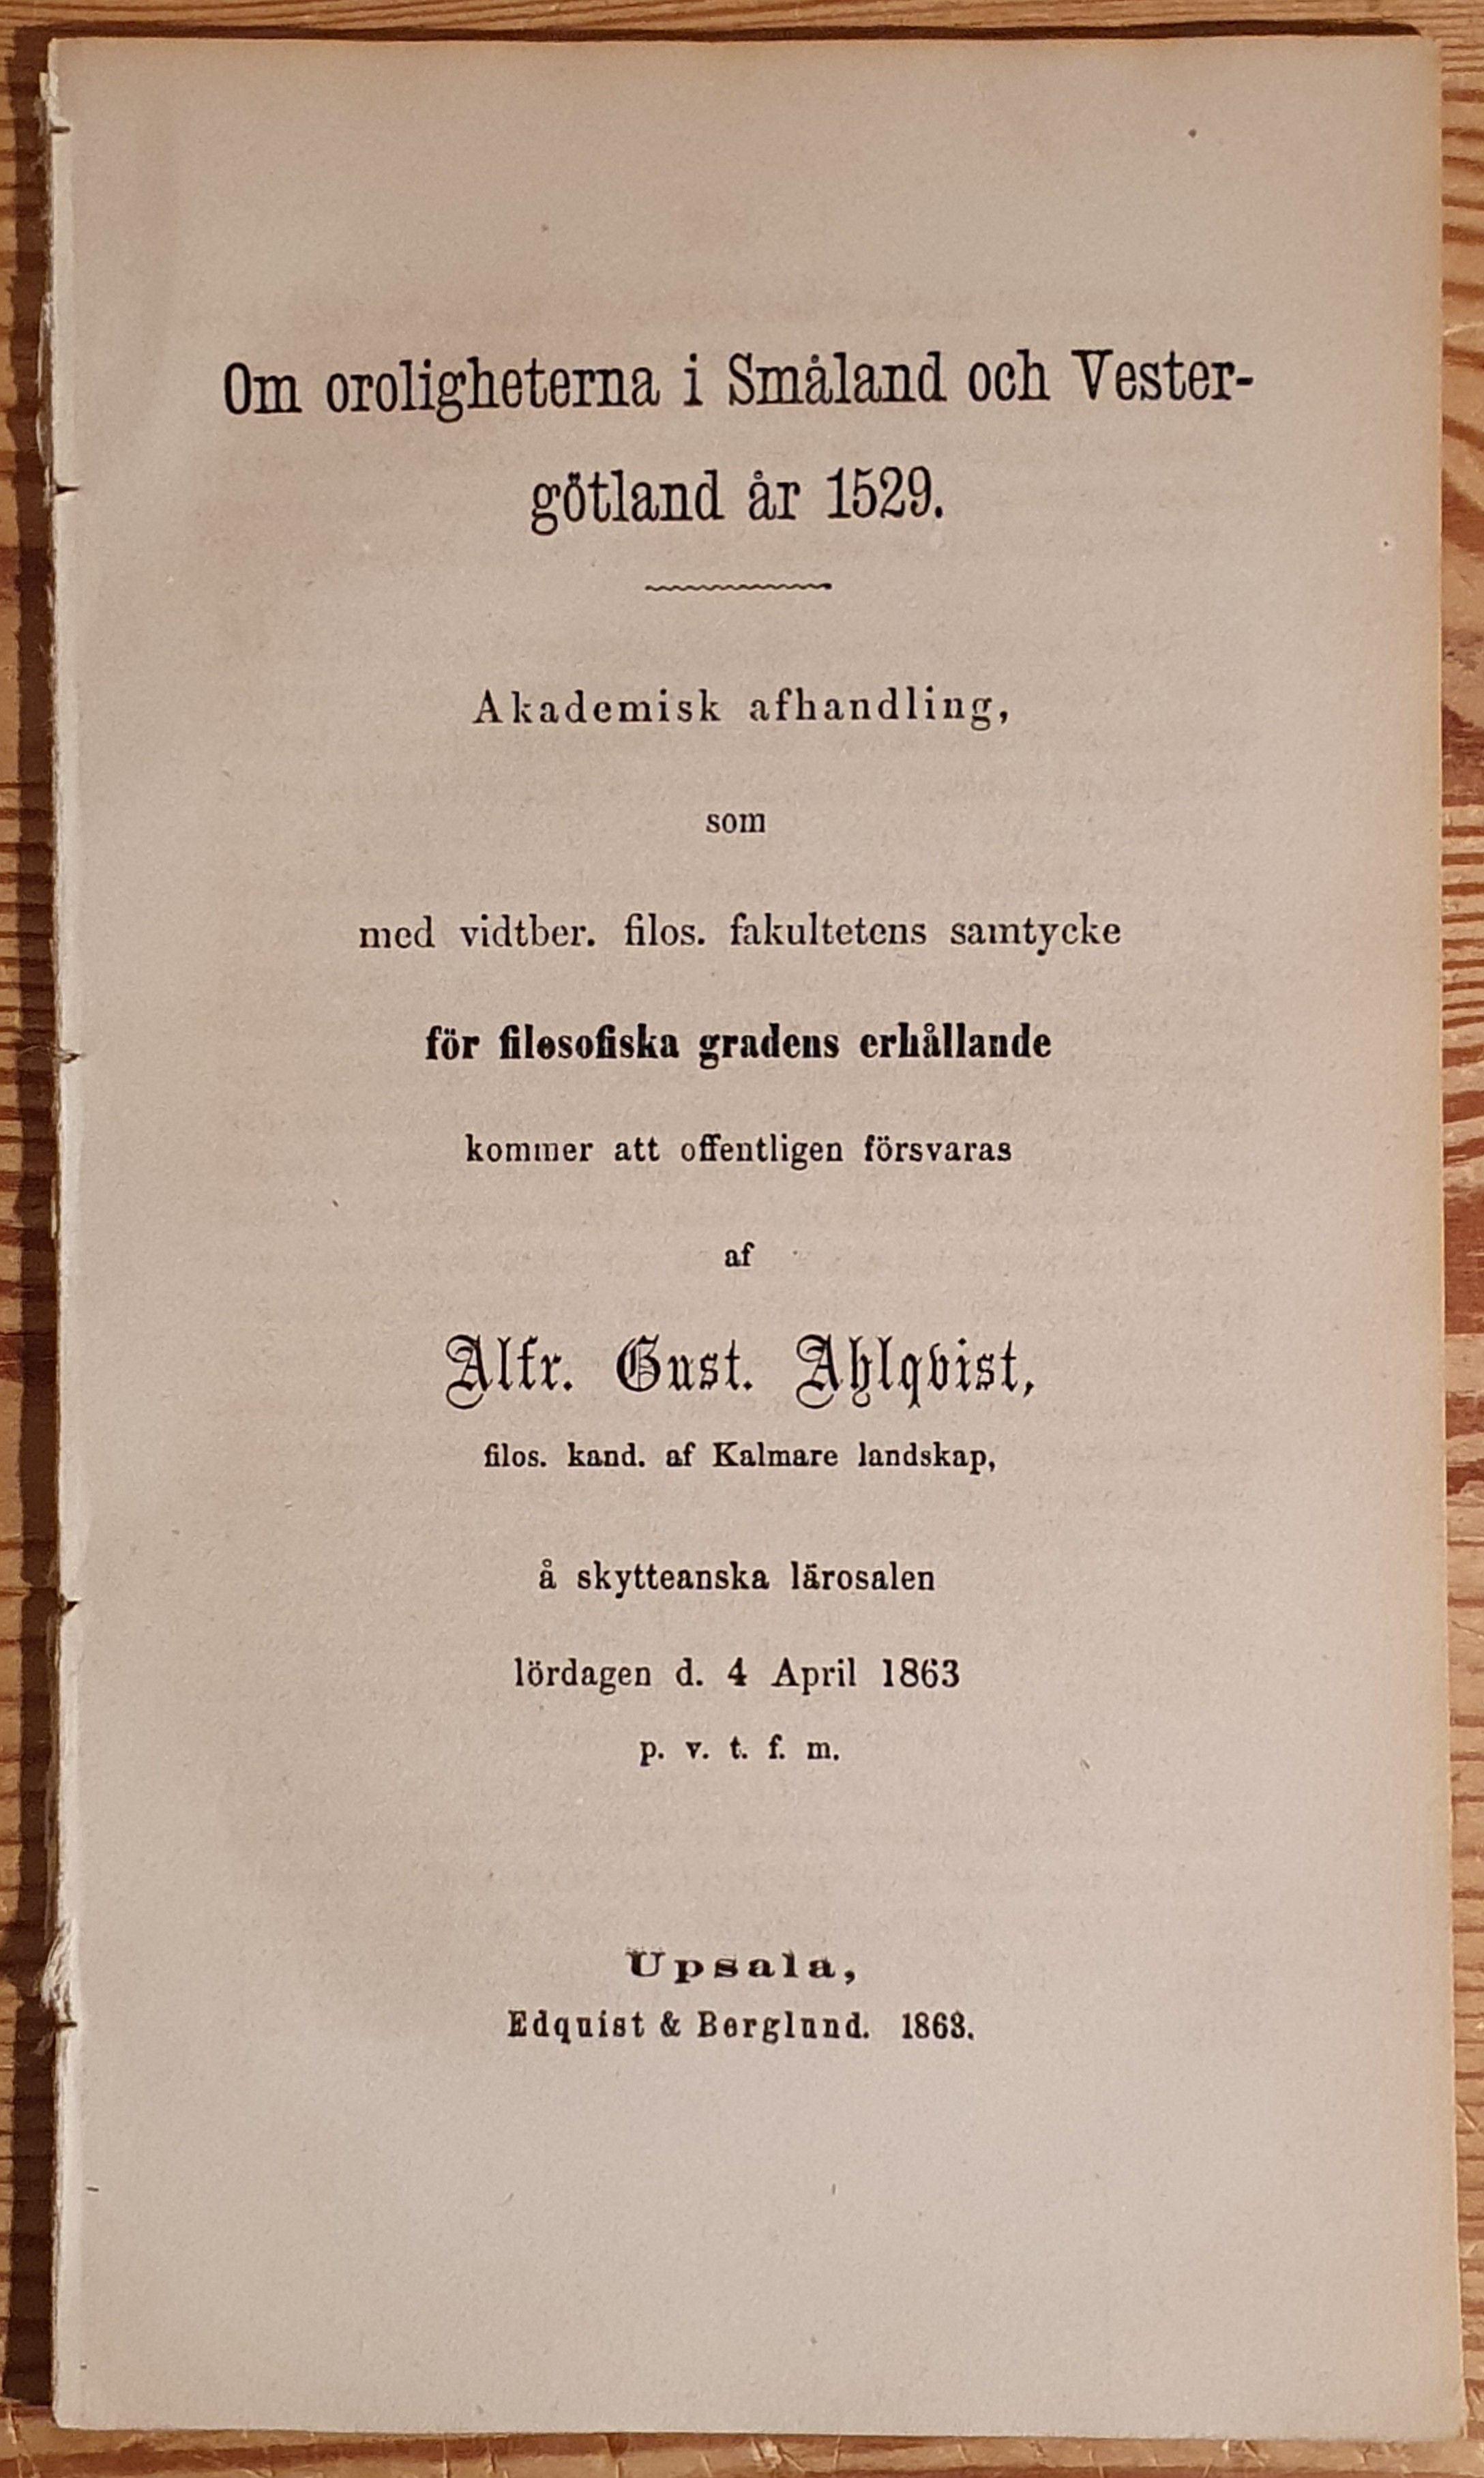 Om oroligheterna i Småland och Vester-
götland år 1529.
Akademisk afhandling,
som
med vidtber. filos. fakultetens samtycke
för filosofiska gradens erhållande
kommer att offentligen försvaras
af
Alfr. Gust. Ahlqvist,
filos. kand. af Kalmare landskap,
å skytteanska lärosalen
lördagen d. 4 April 1863
p. v. t. f. m.
Upsala,
Edquist & Berglund. 1863.